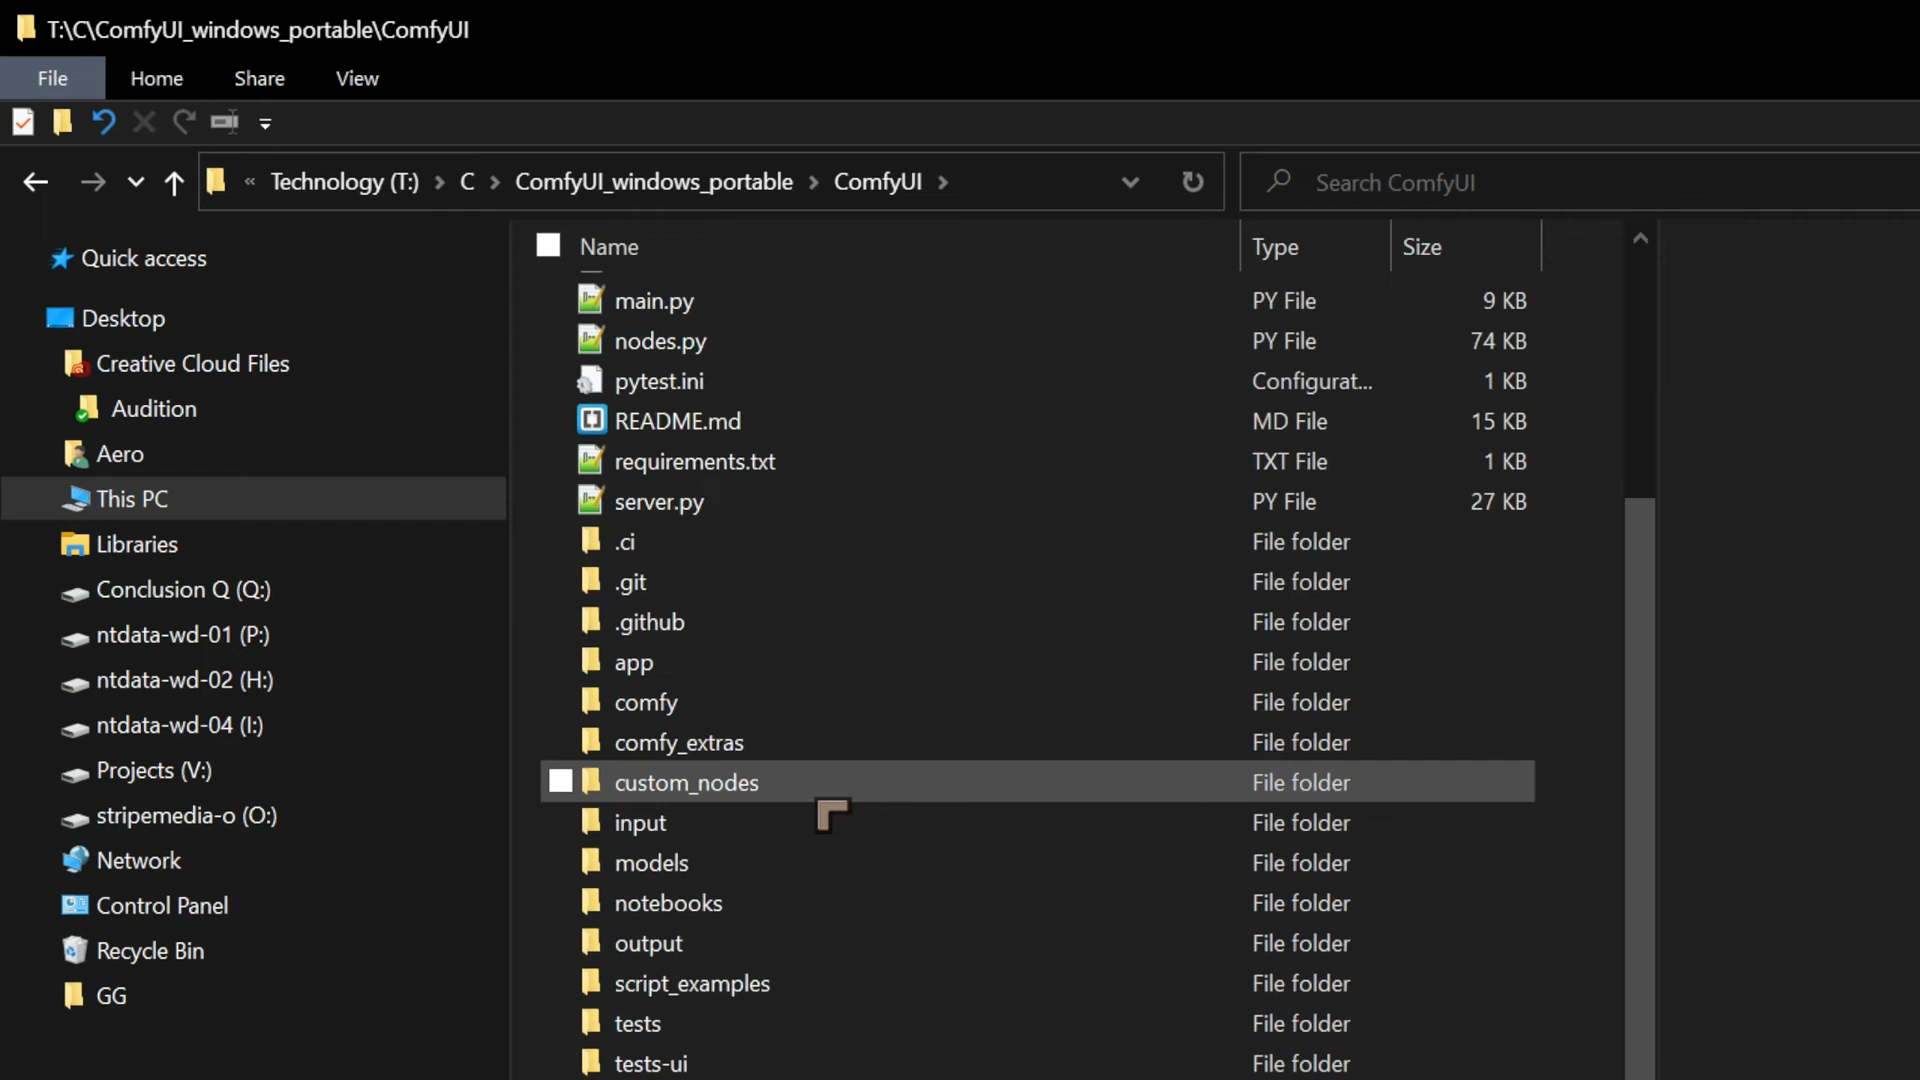 T:\C\ComfyUI_windows_portable\ComfyUI
File Home Share View
« Technology (T:) > C > ComfyUI_windows_portable > ComfyUI >
Search ComfyUI
Quick access
Desktop
Creative Cloud Files
Audition
Aero
This PC
Libraries
Conclusion Q (Q:)
ntdata-wd-01 (P:)
ntdata-wd-02 (H:)
ntdata-wd-04 (I:)
Projects (V:)
stripemedia-o (O:)
Network
Control Panel
Recycle Bin
GG
Name Type Size
main.py PY File 9 KB
nodes.py PY File 74 KB
pytest.ini Configurat... 1 KB
README.md MD File 15 KB
requirements.txt TXT File 1 KB
server.py PY File 27 KB
.ci File folder
.git File folder
.github File folder
app File folder
comfy File folder
comfy_extras File folder
custom_nodes File folder
input File folder
models File folder
notebooks File folder
output File folder
script_examples File folder
tests File folder
tests-ui File folder